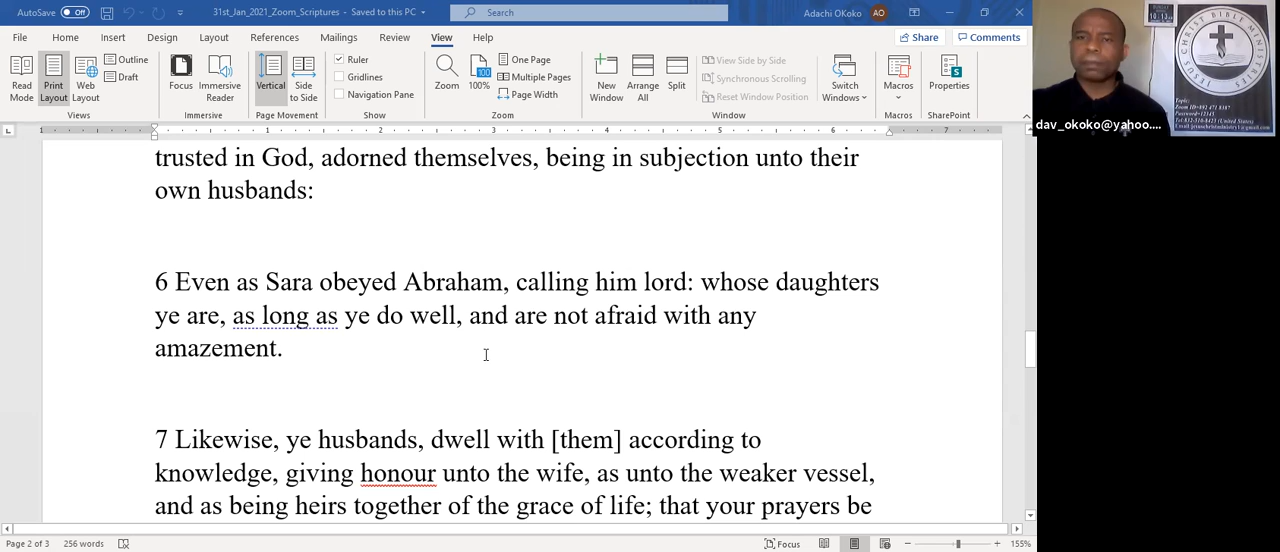 AutoSave Off 31st_Jan_2021_Zoom_Scriptures - Saved to this PC Search Adachi OKoko AO
File Home Insert Design Layout References Mailings Review View Help Share Comments
Read Mode
Print Layout
Web Layout
Outline
Draft
Views
Focus
Immersive Reader
Immersive
Vertical
Side to Side
Page Movement
Ruler
Gridlines
Navigation Pane
Show
Zoom
100%
One Page
Multiple Pages
Page Width
Zoom
New Window
Arrange All
Split
View Side by Side
Synchronous Scrolling
Reset Window Position
Switch Windows
Window
Macros
Macros
Properties
SharePoint
trusted in God, adorned themselves, being in subjection unto their
own husbands:
6 Even as Sara obeyed Abraham, calling him lord: whose daughters
ye are, as long as ye do well, and are not afraid with any
amazement.
7 Likewise, ye husbands, dwell with [them] according to
knowledge, giving honour unto the wife, as unto the weaker vessel,
and as being heirs together of the grace of life; that your prayers be
Page 2 of 3 256 words Focus 155%
dav_okoko@yahoo....
JESUS CHRIST BIBLE MINISTRIES